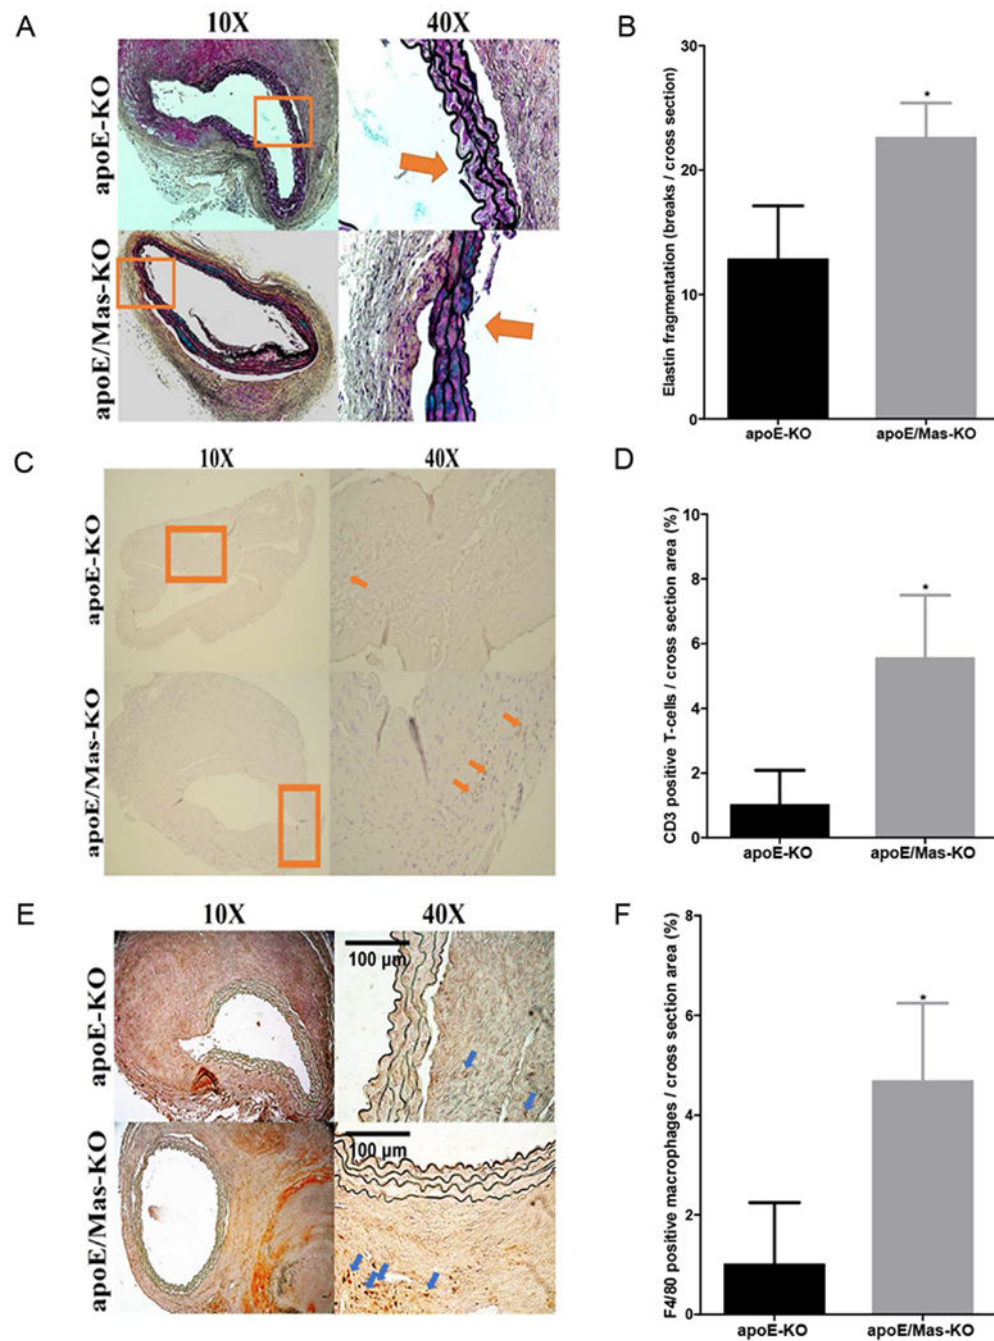 A
10X
40X
apoE-KO
apoE/Mas-KO
B
Elastin fragmentation (breaks / cross section)
30
20
10
0
*
apoE-KO
apoE/Mas-KO
C
10X
40X
apoE-KO
apoE/Mas-KO
D
CD3 positive T-cells / cross section area (%)
10
8
6
4
2
0
*
apoE-KO
apoE/Mas-KO
E
10X
40X
apoE-KO
100 μm
apoE/Mas-KO
100 μm
F
F4/80 positive macrophages / cross section area (%)
8
6
4
2
0
*
apoE-KO
apoE/Mas-KO